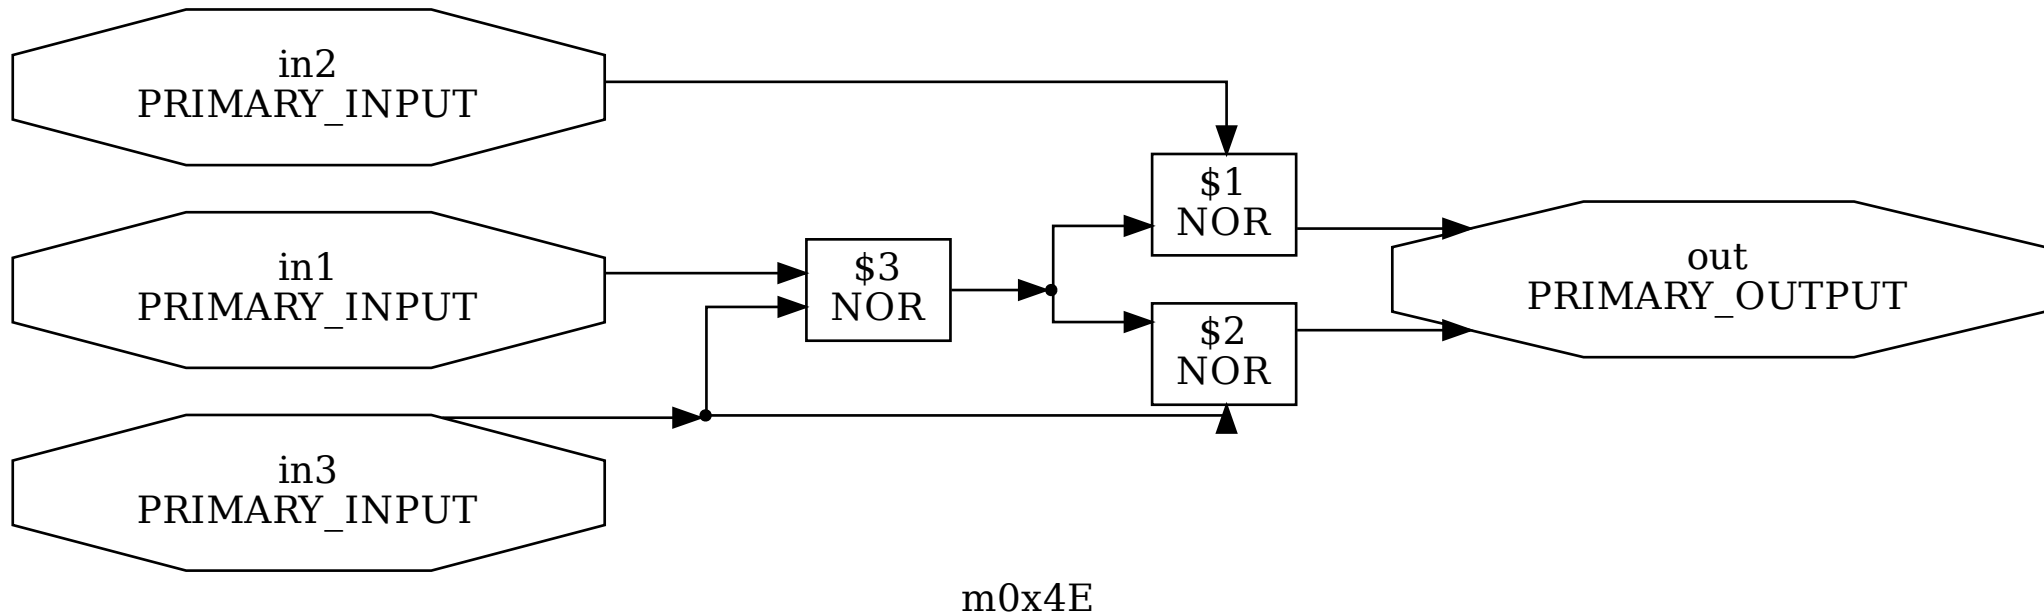 in2
PRIMARY_INPUT
$1
NOR
in1
PRIMARY_INPUT
$3
NOR
out
PRIMARY_OUTPUT
$2
NOR
in3
PRIMARY_INPUT
m0x4E